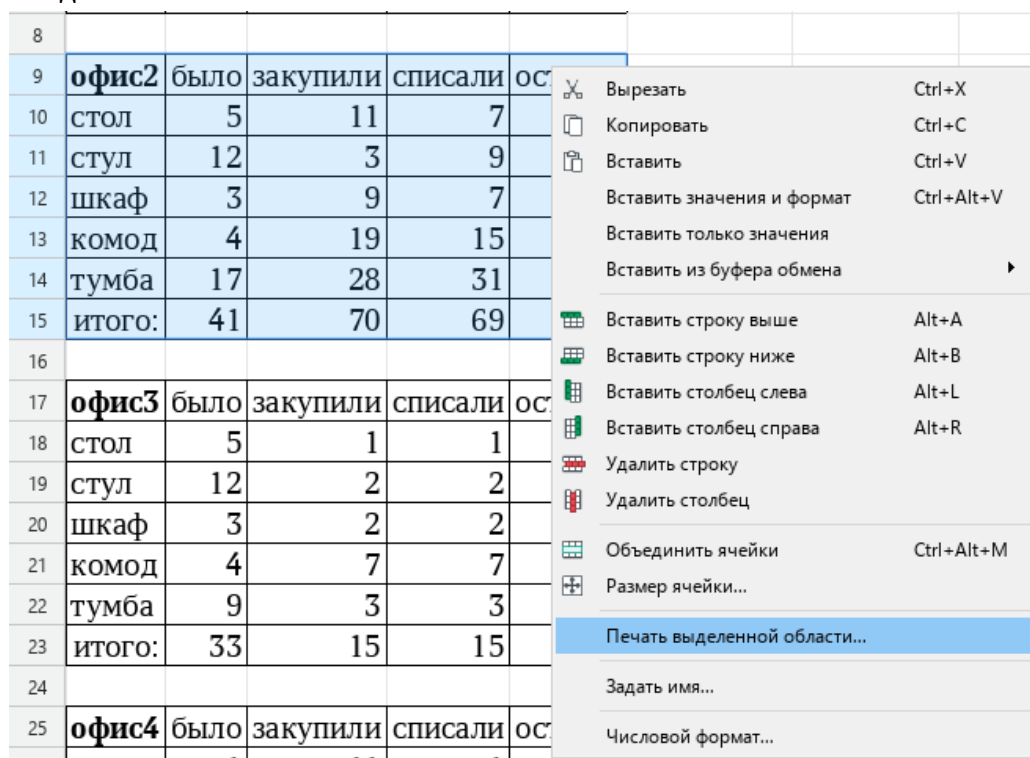 8
9 офис2 было закупили списали ост
10 стол 5 11 7
11 стул 12 3 9
12 шкаф 3 9 7
13 комод 4 19 15
14 тумба 17 28 31
15 итого: 41 70 69
16
17 офис3 было закупили списали ост
18 стол 5 1 1
19 стул 12 2 2
20 шкаф 3 2 2
21 комод 4 7 7
22 тумба 9 3 3
23 итого: 33 15 15
24
25 офис4 было закупили списали ост
Вырезать Ctrl+X
Копировать Ctrl+C
Вставить Ctrl+V
Вставить значения и формат Ctrl+Alt+V
Вставить только значения
Вставить из буфера обмена
Вставить строку выше Alt+A
Вставить строку ниже Alt+B
Вставить столбец слева Alt+L
Вставить столбец справа Alt+R
Удалить строку
Удалить столбец
Объединить ячейки Ctrl+Alt+M
Размер ячейки...
Печать выделенной области...
Задать имя...
Числовой формат...